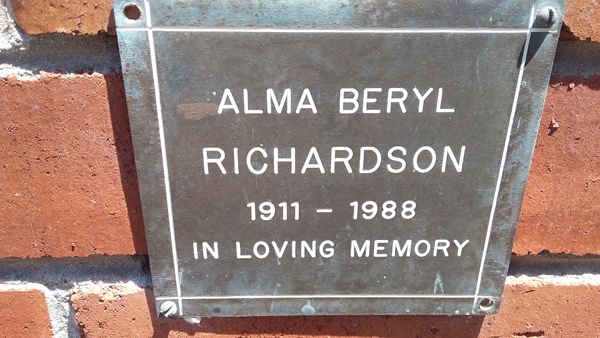 ALMA BERYL
RICHARDSON
1911 - 1988
IN LOVING MEMORY